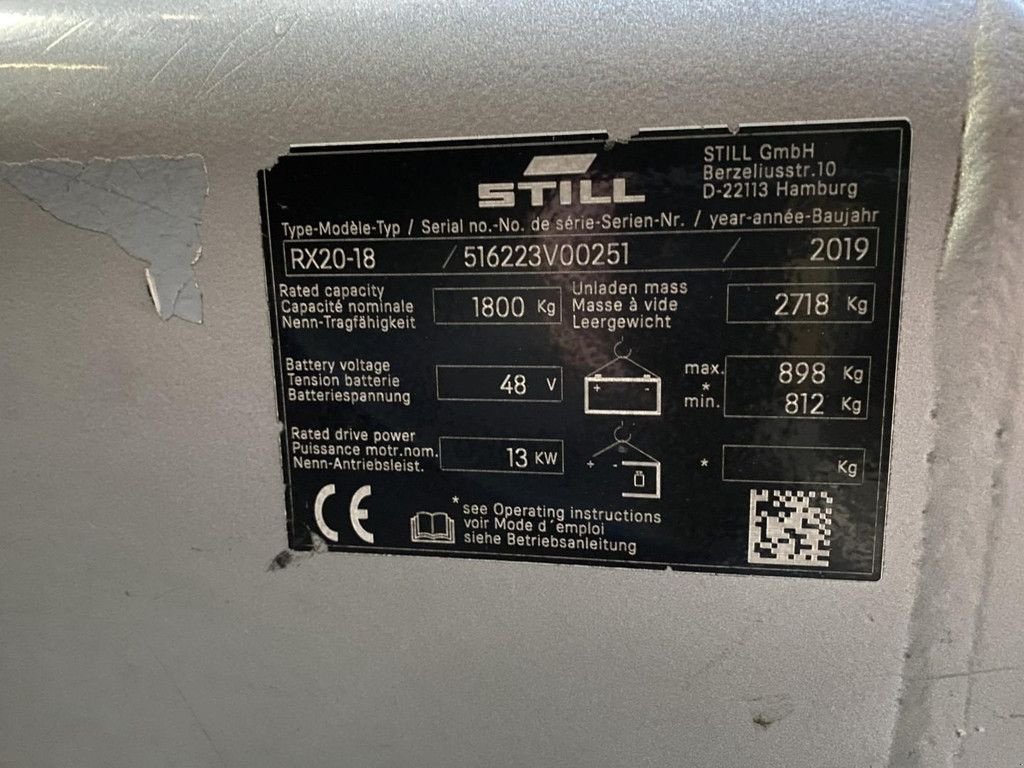 STILL
STILL GmbH
Berzeliusstr.10
D-22113 Hamburg
Type-Modèle-Typ / Serial no.-No. de série-Serien-Nr. / year-année-Baujahr
RX20-18 / 516223V00251 / 2019
Rated capacity
Capacité nominale
Nenn-Tragfähigkeit
1800 Kg
Unladen mass
Masse à vide
Leergewicht
2718 Kg
Battery voltage
Tension batterie
Batteriespannung
48 V
+ -
max. 898 Kg
*
min. 812 Kg
Rated drive power
Puissance motr.nom.
Nenn-Antriebsleist.
13 KW
+ -
* Kg
CE
* see Operating instructions
voir Mode d´emploi
siehe Betriebsanleitung